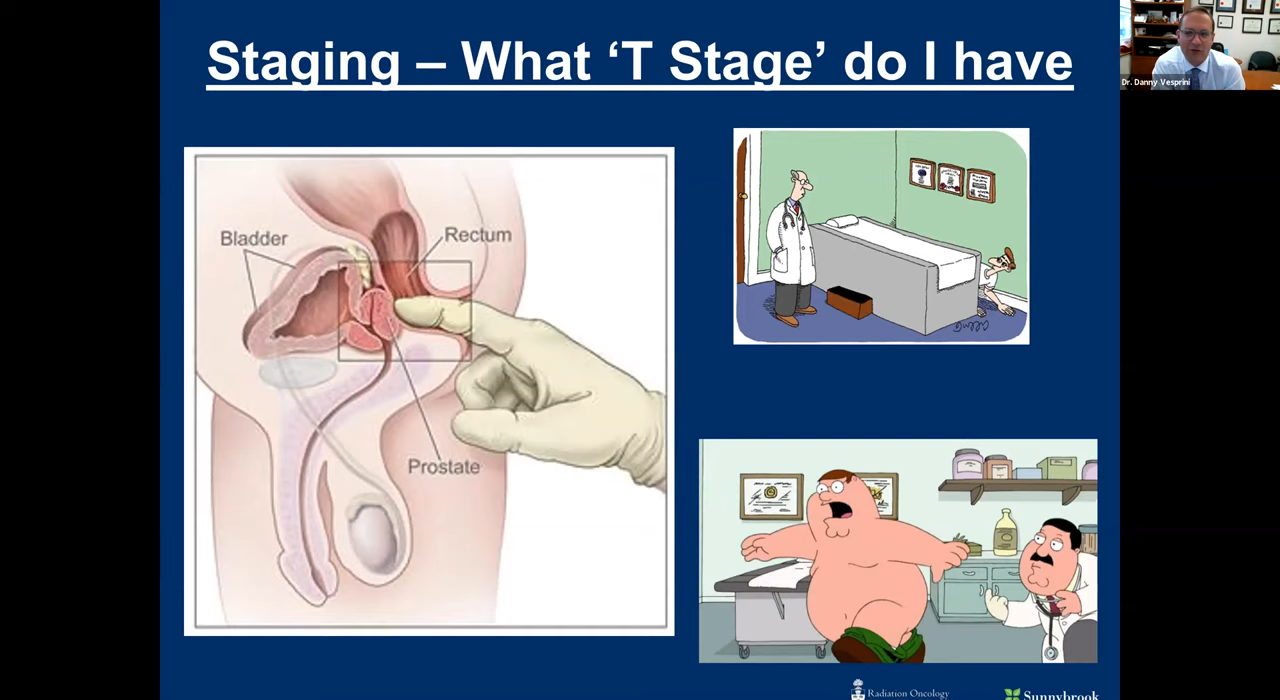 Staging – What ‘T Stage’ do I have
Dr. Danny Vesprini
Bladder
Rectum
Prostate
Radiation Oncology
Sunnybrook